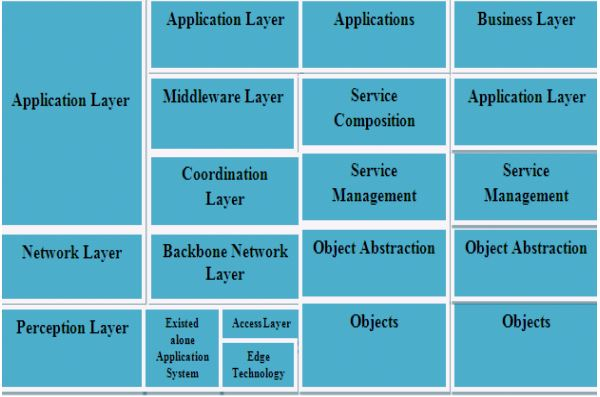 Application Layer
Application Layer
Middleware Layer
Coordination
Layer
Applications
Service
Composition
Service
Management
Business Layer
Application Layer
Service
Management
Network Layer
Backbone Network
Layer
Object Abstraction
Object Abstraction
Perception Layer
Existed
alone
Application
System
Access Layer
Edge
Technology
Objects
Objects